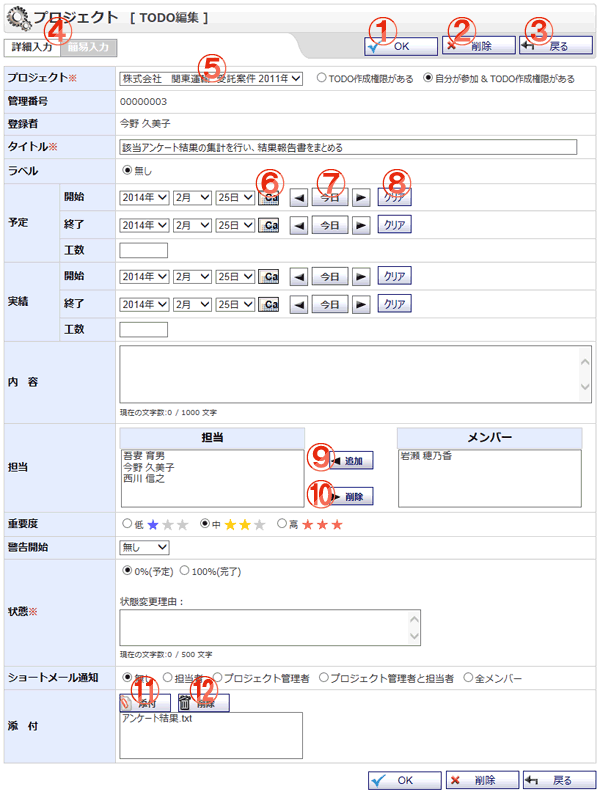 プロジェクト [ TODO編集 ]
④ ① ② ③
詳細入力 簡易入力 OK 削除 戻る
⑤
プロジェクト※ 株式会社 関東運輸 受託案件 2011年 TODO作成権限がある 自分が参加 & TODO作成権限がある
管理番号 00000003
登録者 今野 久美子
タイトル※ 該当アンケート結果の集計を行い、結果報告書をまとめる
ラベル 無し
⑥ ⑦ ⑧
予定 開始 2014年 2月 25日 Ca 今日 クリア
終了 2014年 2月 25日 Ca 今日 クリア
工数
実績 開始 2014年 2月 25日 Ca 今日 クリア
終了 2014年 2月 25日 Ca 今日 クリア
工数
内 容
現在の文字数:0 / 1000 文字
担当 メンバー
担当 吾妻 育男 ⑨ 追加 岩瀬 穂乃香
今野 久美子
西川 信之
⑩ 削除
重要度 低 ★★★ 中 ★★★ 高 ★★★
警告開始 無し
状態※ 0%(予定) 100%(完了)
状態変更理由：
現在の文字数:0 / 500 文字
ショートメール通知 無し 担当者 プロジェクト管理者 プロジェクト管理者と担当者 全メンバー
⑪ ⑫
添 付 添付 削除
アンケート結果.txt
OK 削除 戻る